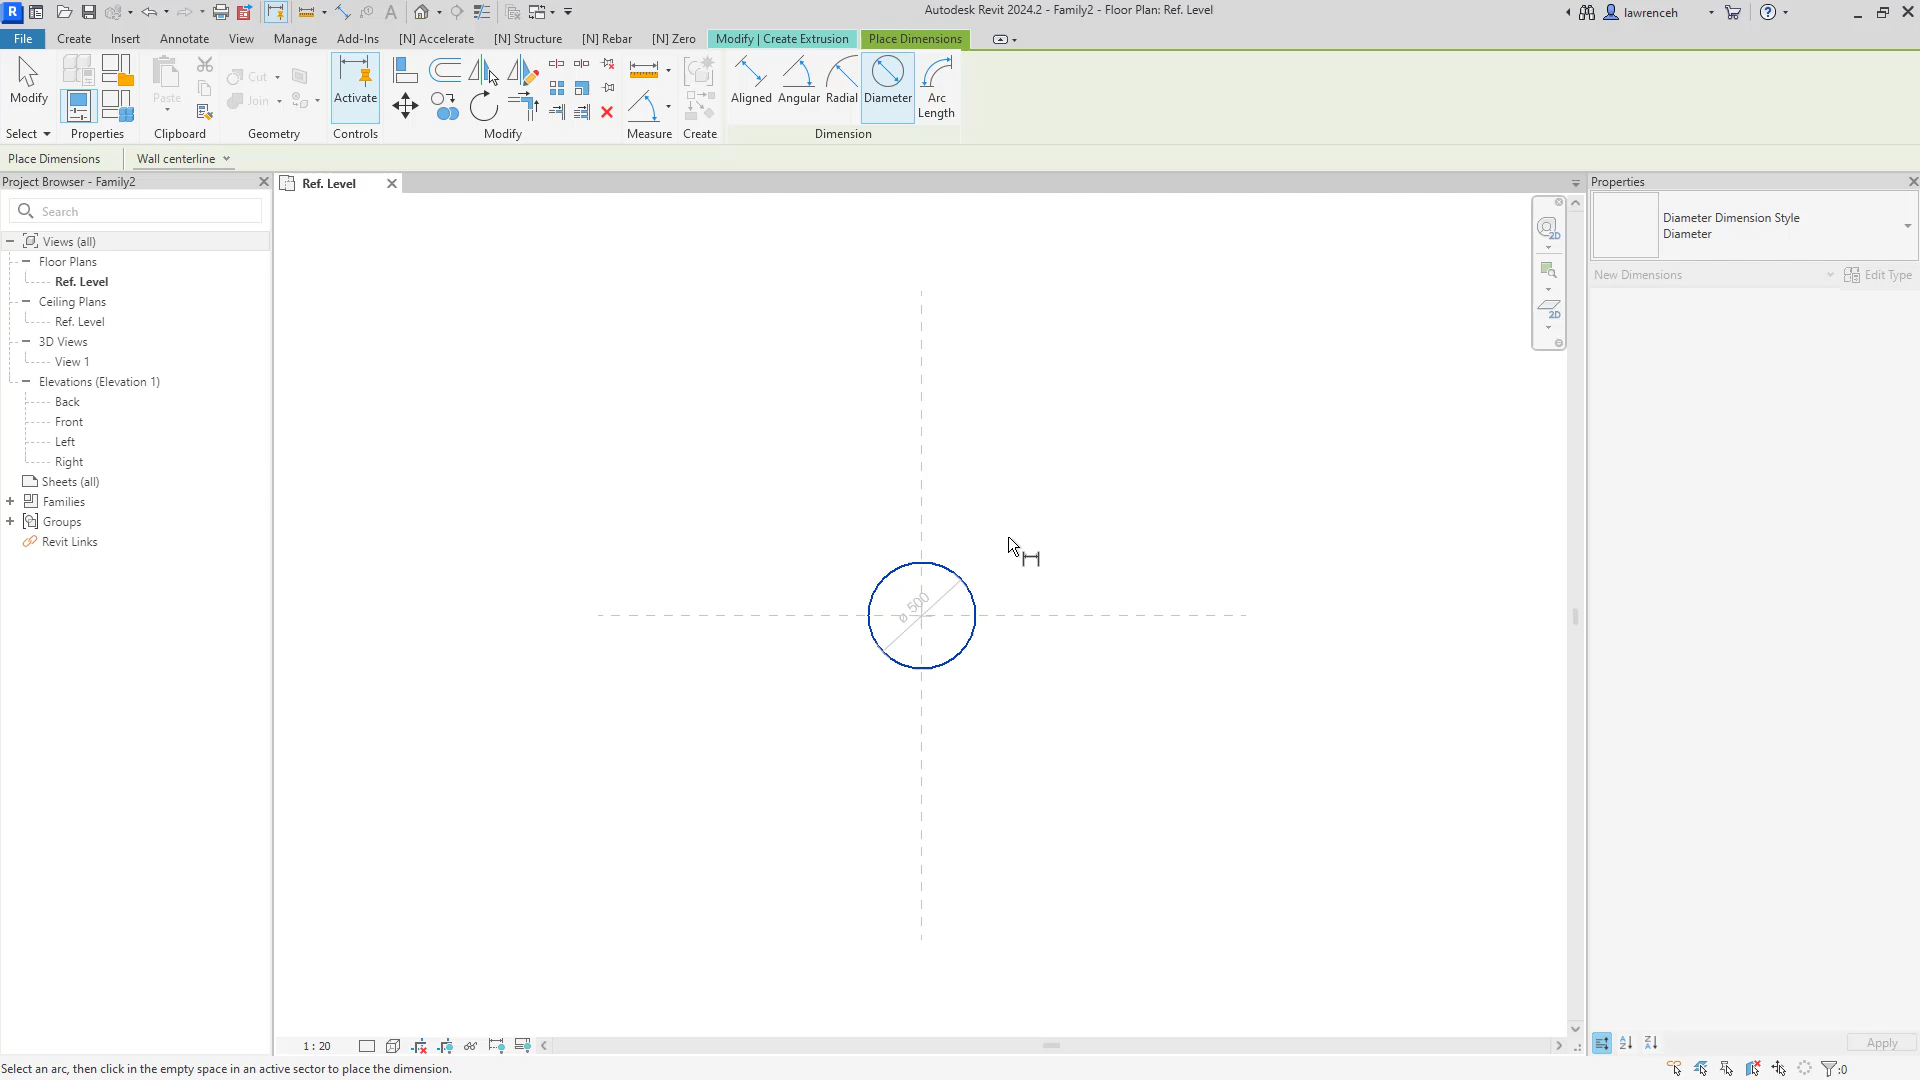 Autodesk Revit 2024.2 - Family2 - Floor Plan: Ref. Level
lawrenceh
File
Create
Insert
Annotate
View
Manage
Add-Ins
[N] Accelerate
[N] Structure
[N] Rebar
[N] Zero
Modify | Create Extrusion
Place Dimensions
Modify
Paste
Cut
Join
Activate
Aligned
Angular
Radial
Diameter
Arc
Length
Select
Properties
Clipboard
Geometry
Controls
Modify
Measure
Create
Dimension
Place Dimensions
Wall centerline
Project Browser - Family2
Search
Views (all)
Floor Plans
Ref. Level
Ceiling Plans
Ref. Level
3D Views
View 1
Elevations (Elevation 1)
Back
Front
Left
Right
Sheets (all)
Families
Groups
Revit Links
Ref. Level
2D
2D
ø 500
Properties
Diameter Dimension Style
Diameter
New Dimensions
Edit Type
1 : 20
Apply
Select an arc, then click in the empty space in an active sector to place the dimension.
:0